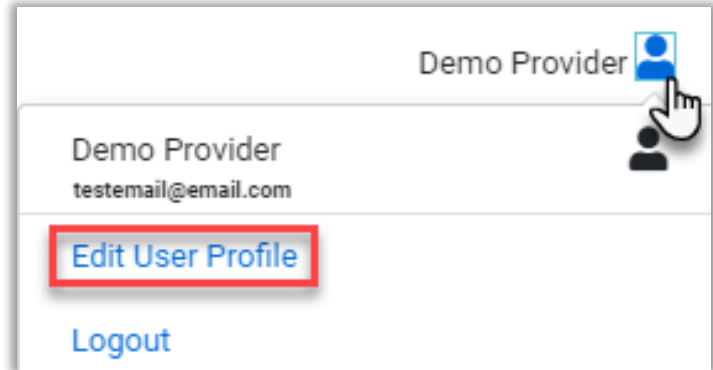 Demo Provider
Demo Provider
testemail@email.com
Edit User Profile
Logout